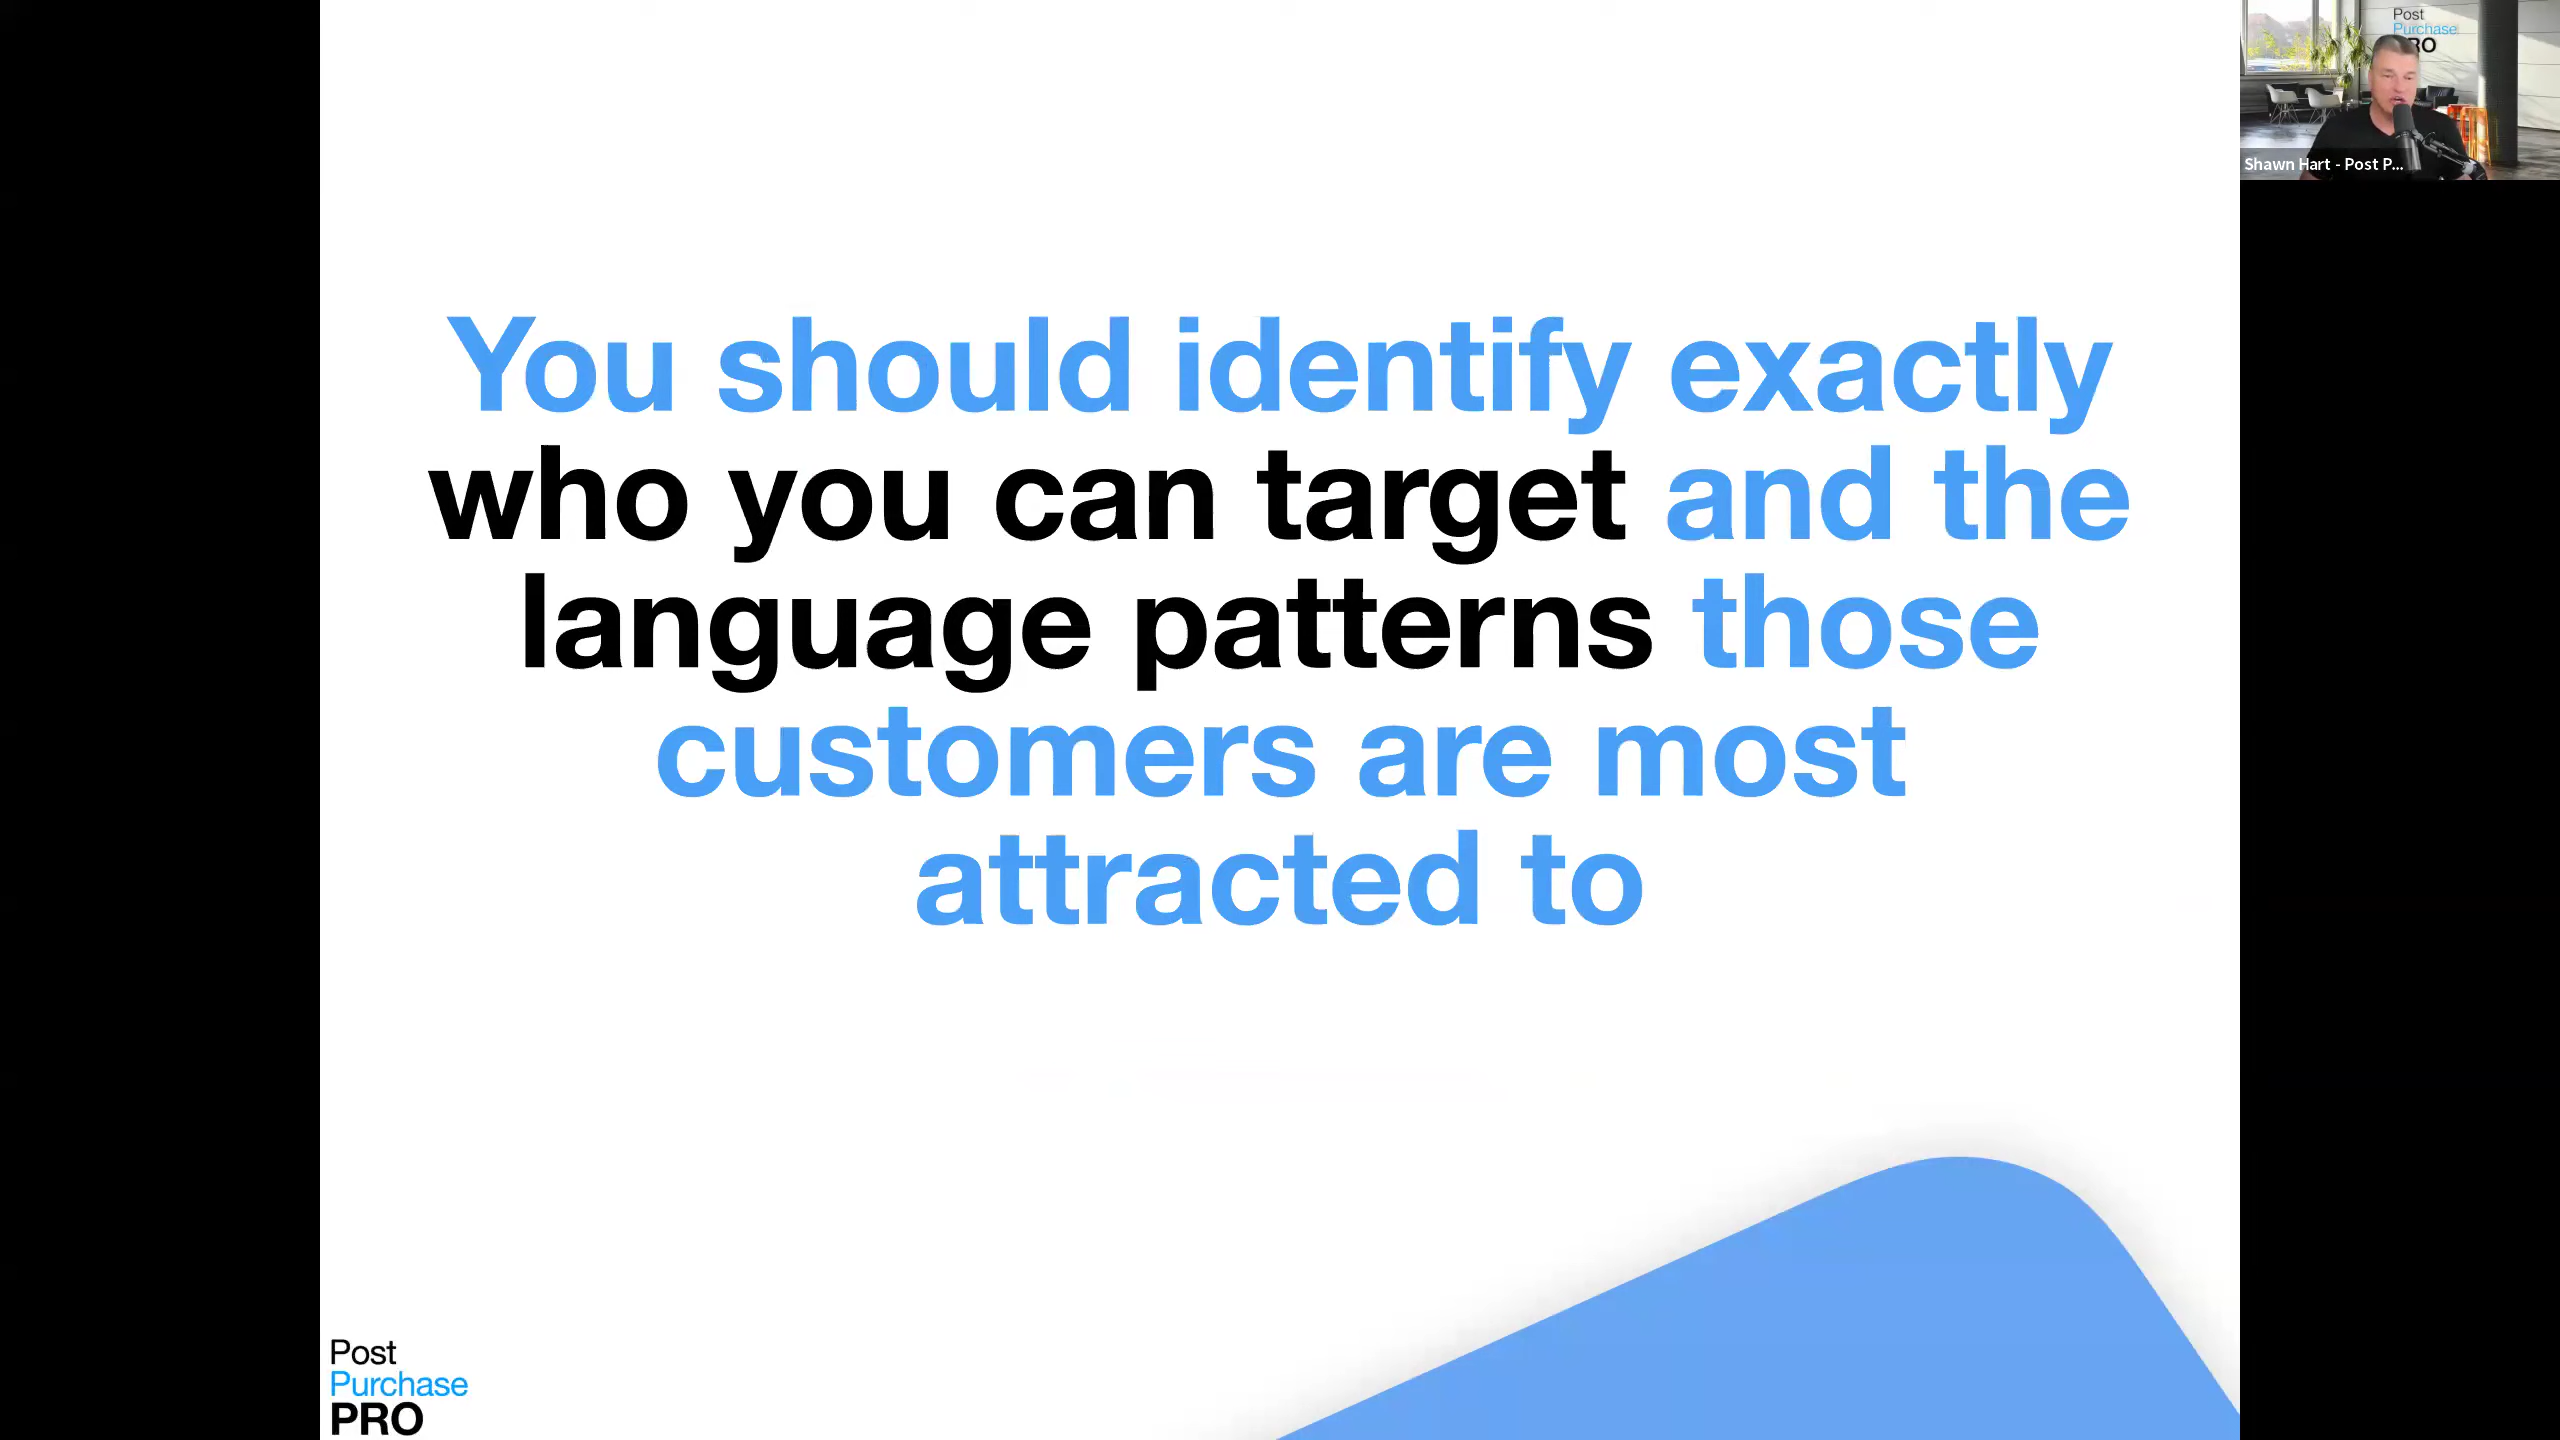 You should identify exactly
who you can target and the
language patterns those
customers are most
attracted to
Post
Purchase
PRO
Post
Purchase
RO
Shawn Hart - Post P...